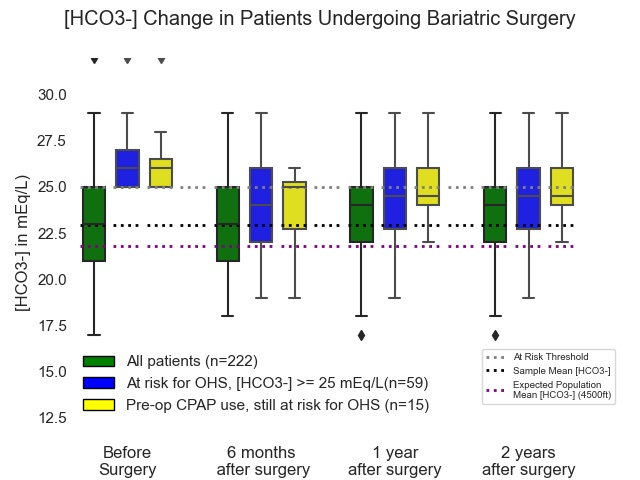 [HCO3-] Change in Patients Undergoing Bariatric Surgery
[HCO3-] in mEq/L)
30.0
27.5
25.0
22.5
20.0
17.5
15.0
12.5
All patients (n=222)
At risk for OHS, [HCO3-] >= 25 mEq/L(n=59)
Pre-op CPAP use, still at risk for OHS (n=15)
At Risk Threshold
Sample Mean [HCO3-]
Expected Population
Mean [HCO3-] (4500ft)
Before
Surgery
6 months
after surgery
1 year
after surgery
2 years
after surgery